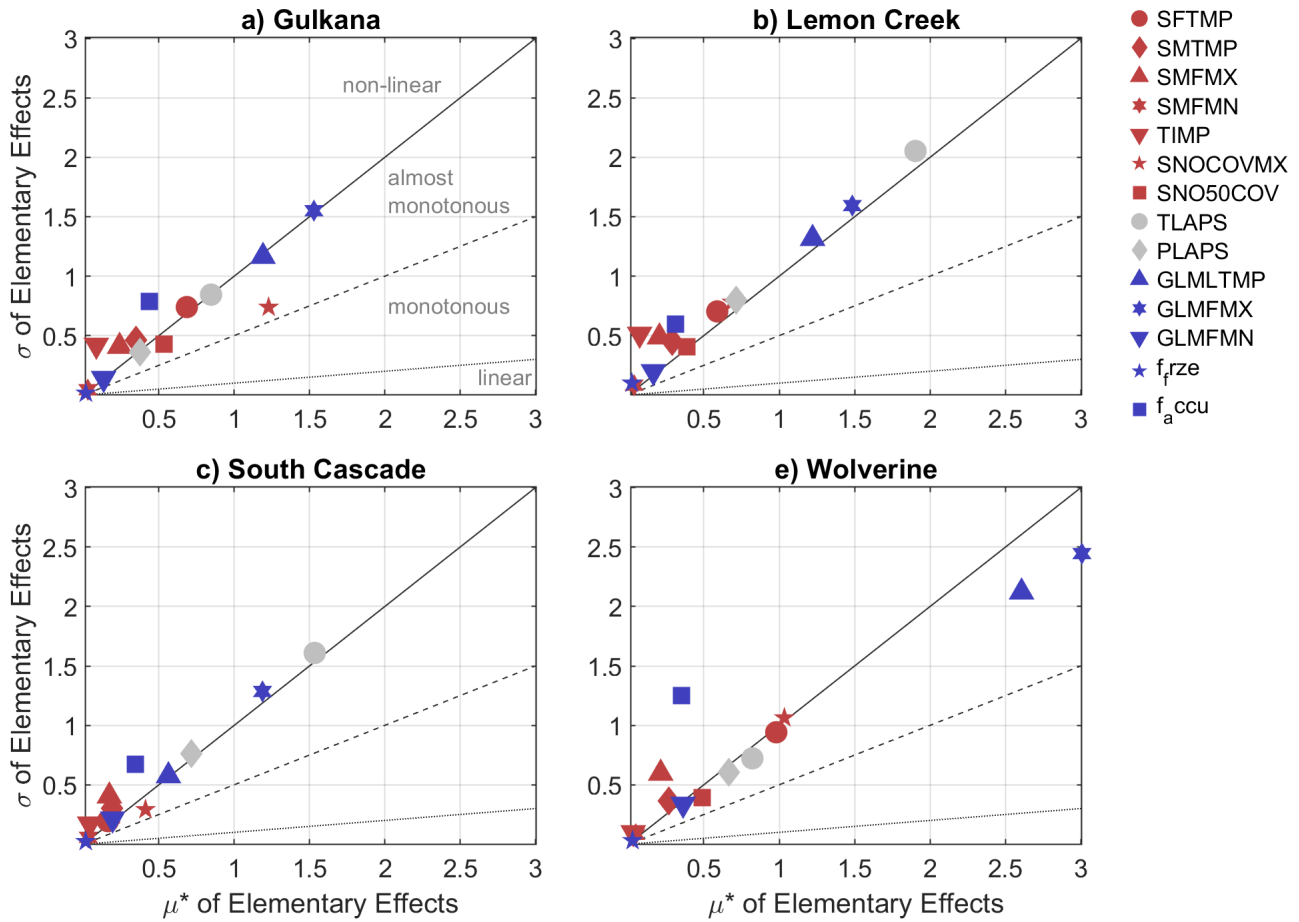 a) Gulkana
3
2.5
2
1.5
1
0.5
σ of Elementary Effects
non-linear
almost
monotonous
monotonous
linear
0.5 1 1.5 2 2.5 3
b) Lemon Creek
3
2.5
2
1.5
1
0.5
0.5 1 1.5 2 2.5 3
SFTMP
SMTMP
SMFMX
SMFMN
TIMP
SNOCOVMX
SNO50COV
TLAPS
PLAPS
GLMLTMP
GLMFMX
GLMFMN
f_frze
f_accu
c) South Cascade
3
2.5
2
1.5
1
0.5
σ of Elementary Effects
0.5 1 1.5 2 2.5 3
μ* of Elementary Effects
e) Wolverine
3
2.5
2
1.5
1
0.5
0.5 1 1.5 2 2.5 3
μ* of Elementary Effects